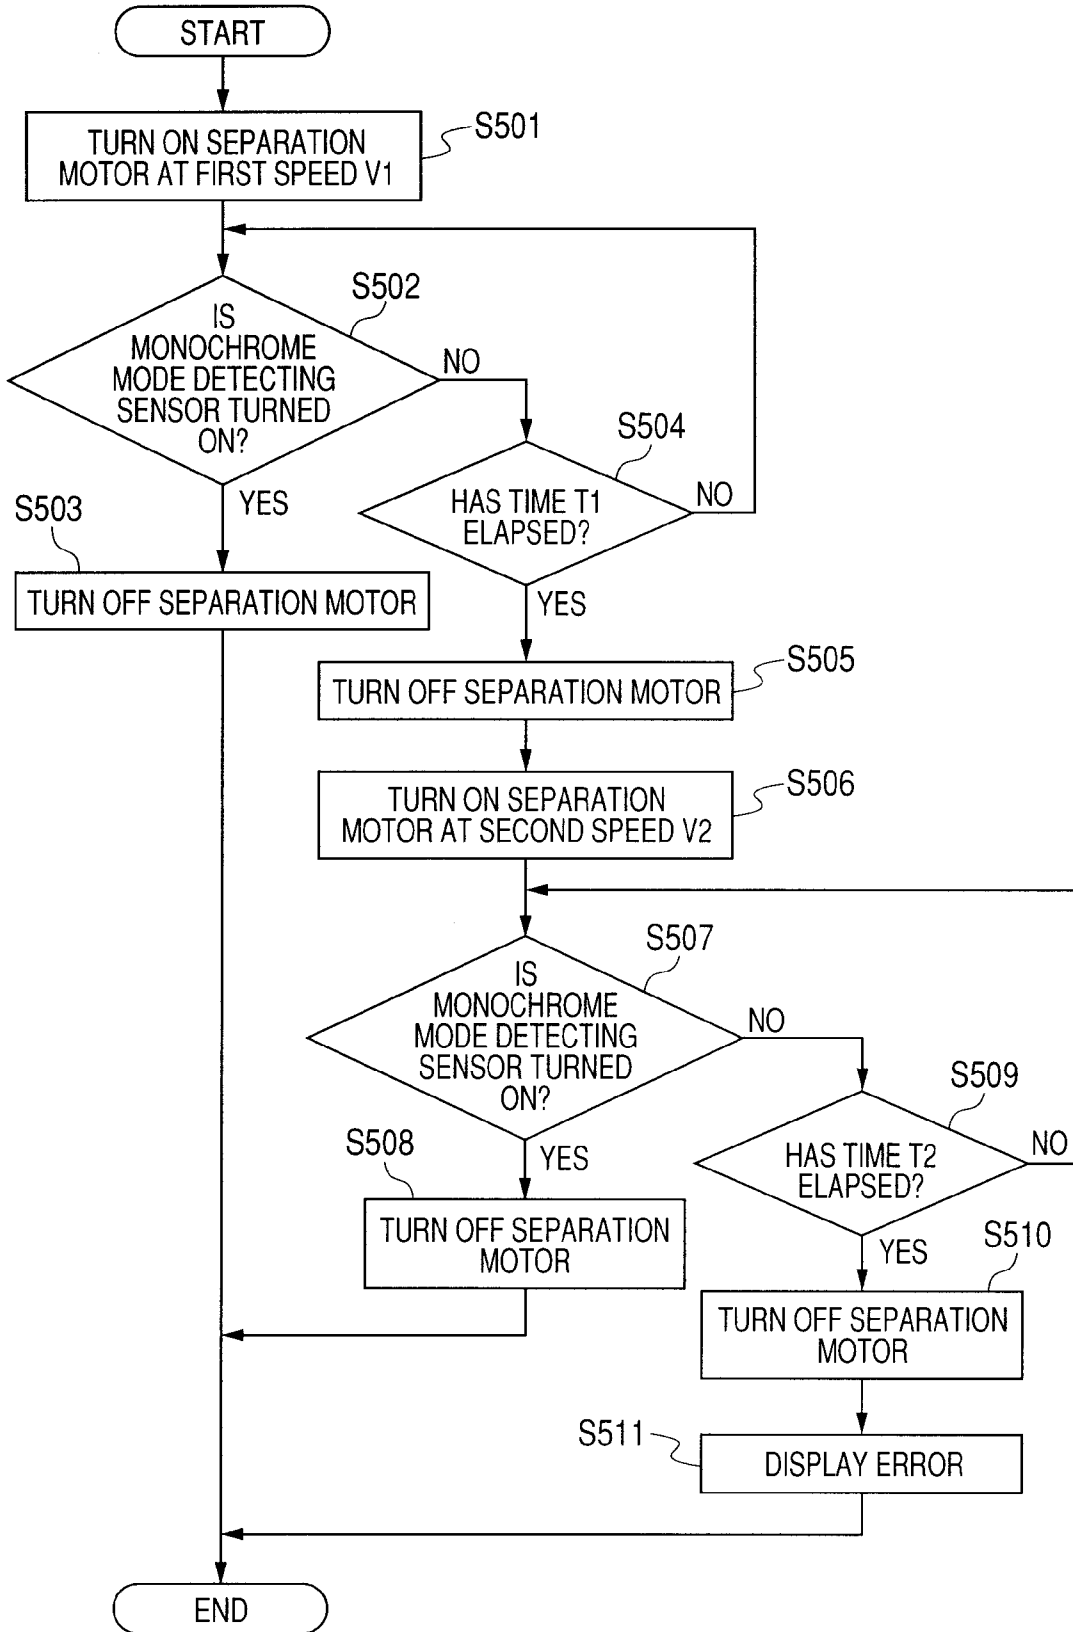 START
TURN ON SEPARATION
MOTOR AT FIRST SPEED V1
S501
IS
MONOCHROME
MODE DETECTING
SENSOR TURNED
ON?
S502
NO
YES
S503
TURN OFF SEPARATION MOTOR
S504
HAS TIME T1
ELAPSED?
NO
YES
S505
TURN OFF SEPARATION MOTOR
S506
TURN ON SEPARATION
MOTOR AT SECOND SPEED V2
S507
IS
MONOCHROME
MODE DETECTING
SENSOR TURNED
ON?
NO
YES
S508
TURN OFF SEPARATION
MOTOR
S509
HAS TIME T2
ELAPSED?
NO
YES
S510
TURN OFF SEPARATION
MOTOR
S511
DISPLAY ERROR
END